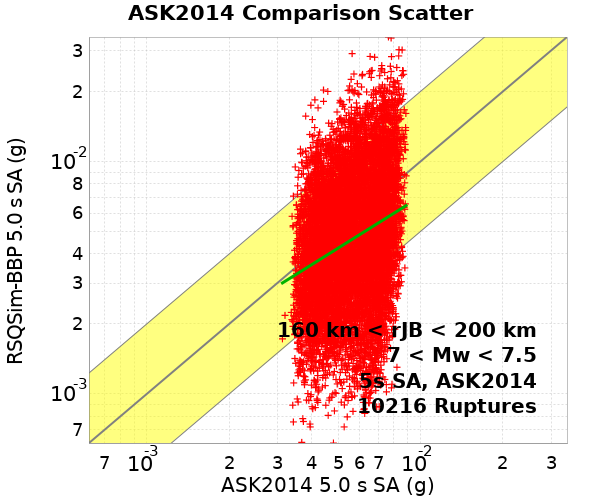 ASK2014 Comparison Scatter
RSQSim-BBP 5.0 s SA (g)
3
2
10-2
8
6
4
3
2
10-3
7
160 km < rJB < 200 km
7 < Mw < 7.5
5s SA, ASK2014
10216 Ruptures
7 10-3 2 3 4 5 6 7 10-2 2 3
ASK2014 5.0 s SA (g)